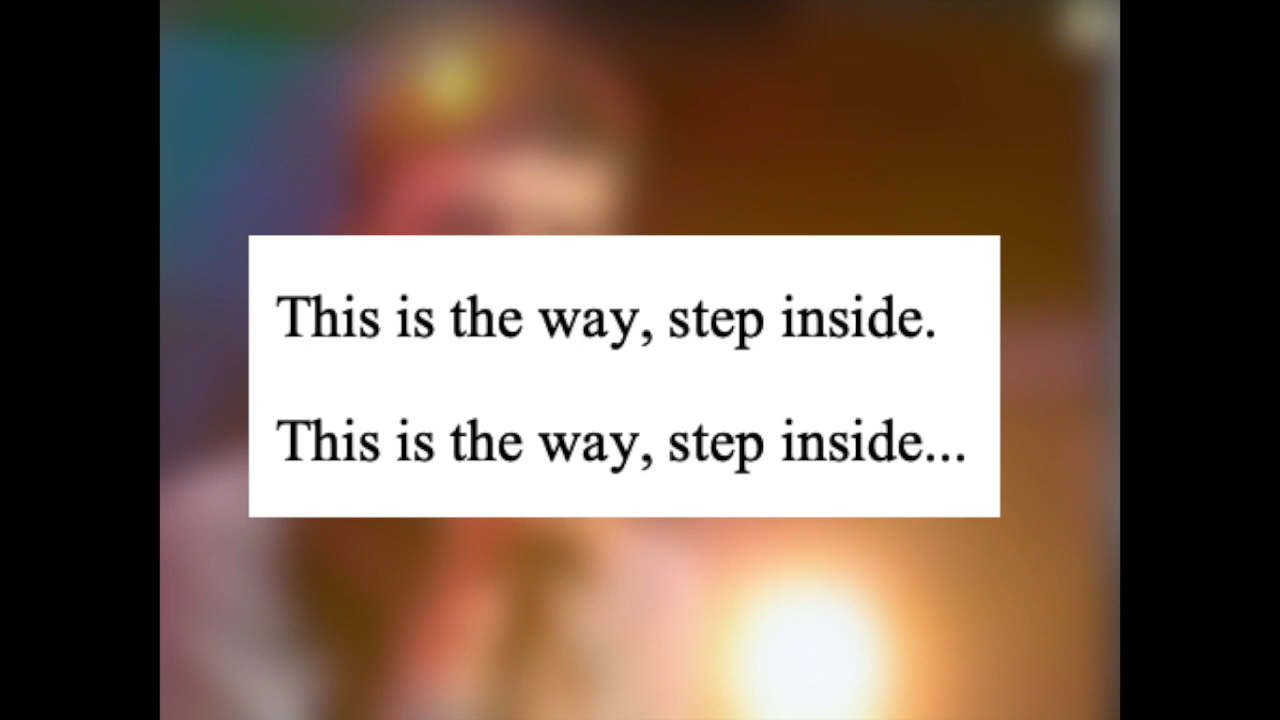 This is the way, step inside.
This is the way, step inside...